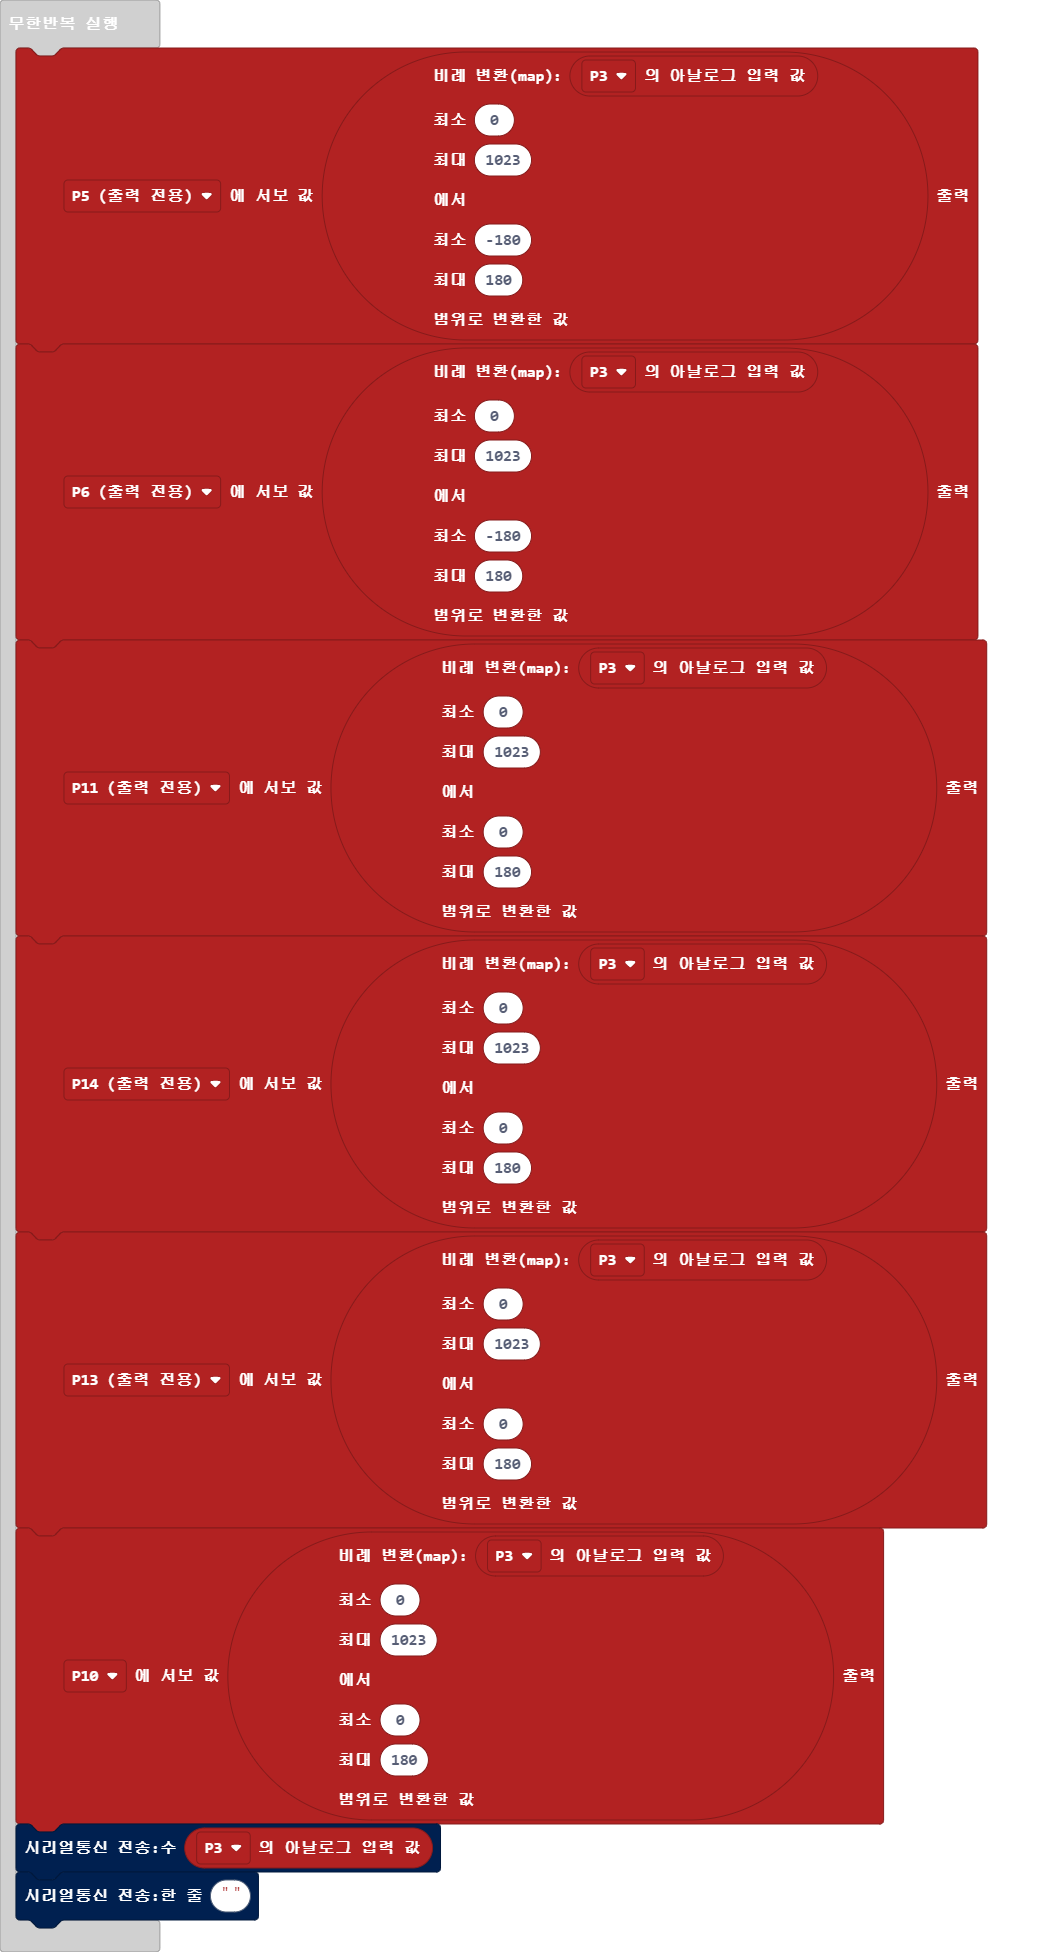 무한반복 실행
비례 변환(map): P3 의 아날로그 입력 값
최소 0
최대 1023
에서
P5 (출력 전용) 에 서보 값 출력
최소 -180
최대 180
범위로 변환한 값
비례 변환(map): P3 의 아날로그 입력 값
최소 0
최대 1023
에서
P6 (출력 전용) 에 서보 값 출력
최소 -180
최대 180
범위로 변환한 값
비례 변환(map): P3 의 아날로그 입력 값
최소 0
최대 1023
에서
P11 (출력 전용) 에 서보 값 출력
최소 0
최대 180
범위로 변환한 값
비례 변환(map): P3 의 아날로그 입력 값
최소 0
최대 1023
에서
P14 (출력 전용) 에 서보 값 출력
최소 0
최대 180
범위로 변환한 값
비례 변환(map): P3 의 아날로그 입력 값
최소 0
최대 1023
에서
P13 (출력 전용) 에 서보 값 출력
최소 0
최대 180
범위로 변환한 값
비례 변환(map): P3 의 아날로그 입력 값
최소 0
최대 1023
에서
P10 에 서보 값 출력
최소 0
최대 180
범위로 변환한 값
시리얼통신 전송:수 P3 의 아날로그 입력 값
시리얼통신 전송:한 줄 " "